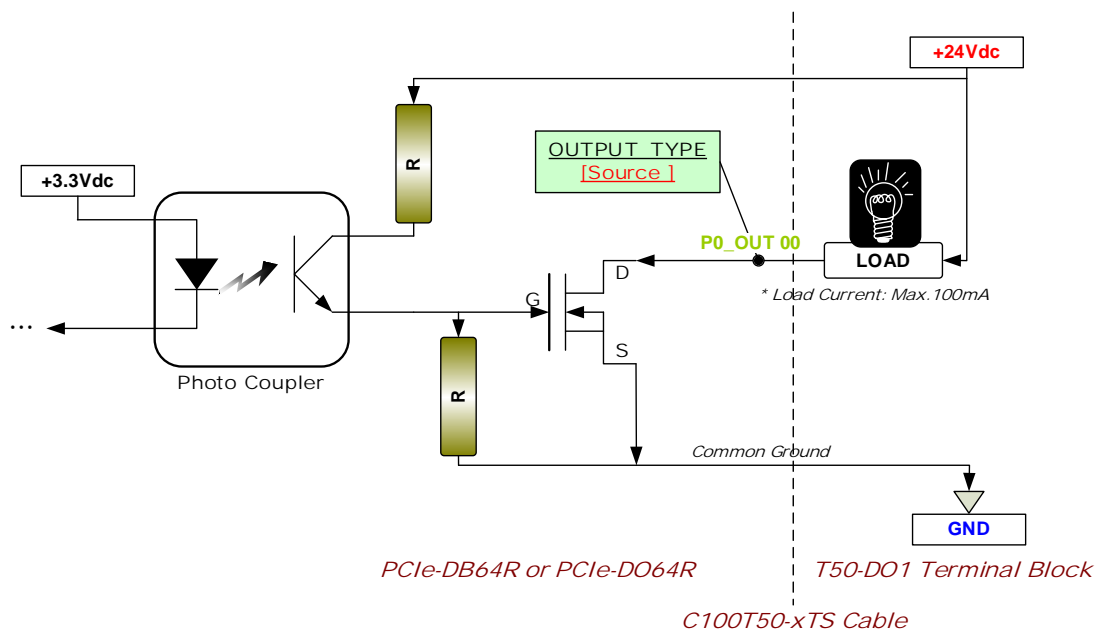 +24Vdc
R
OUTPUT TYPE
[Source ]
+3.3Vdc
P0_OUT 00
LOAD
D
* Load Current: Max.100mA
G
...
S
Photo Coupler
R
Common Ground
GND
PCIe-DB64R or PCIe-DO64R
T50-DO1 Terminal Block
C100T50-xTS Cable